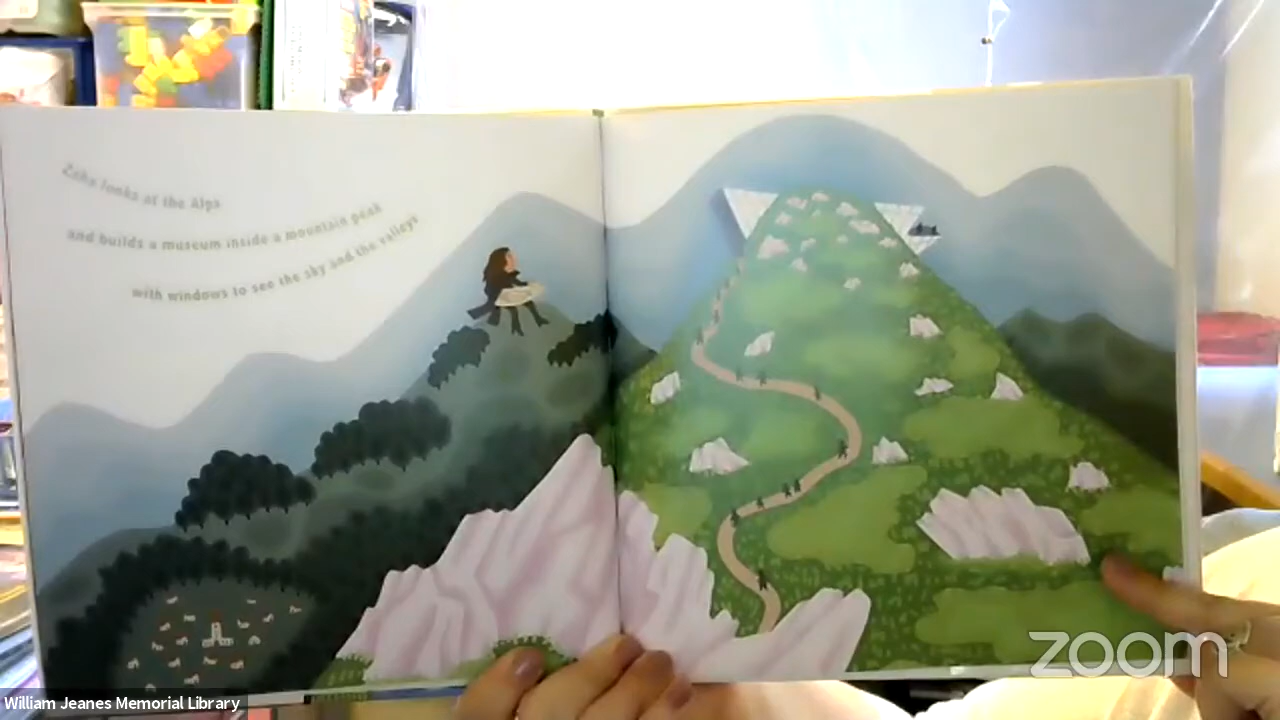 Zaha looks at the Alps
and builds a museum inside a mountain peak
with windows to see the sky and the valleys
zoom
William Jeanes Memorial Library